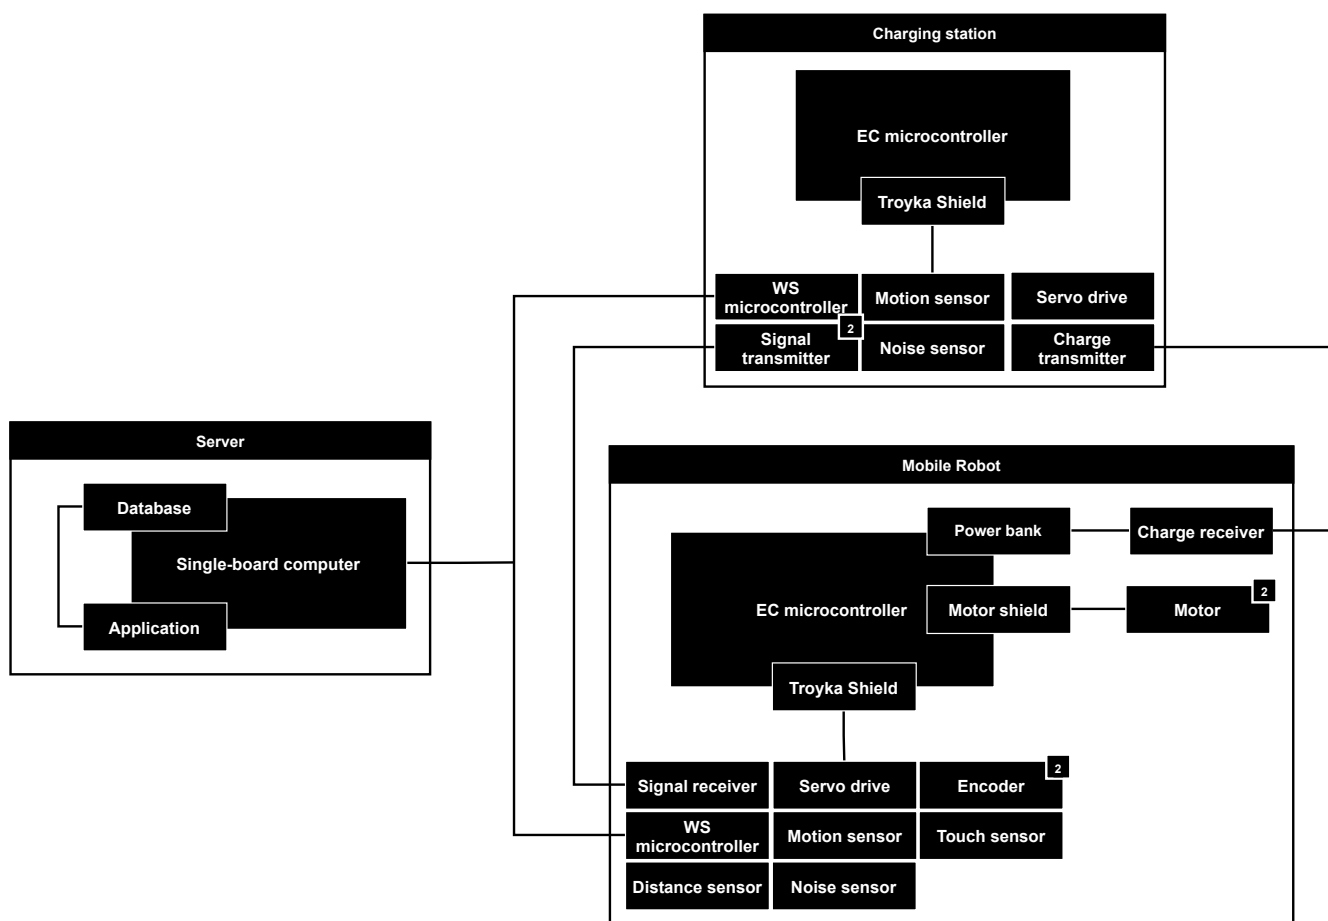 Charging station
EC microcontroller
Troyka Shield
WS
microcontroller
Motion sensor
Servo drive
2
Signal
transmitter
Noise sensor
Charge
transmitter
Server
Database
Single-board computer
Application
Mobile Robot
Power bank
Charge receiver
EC microcontroller
Motor shield
Motor
2
Troyka Shield
Signal receiver
Servo drive
Encoder
2
WS
microcontroller
Motion sensor
Touch sensor
Distance sensor
Noise sensor